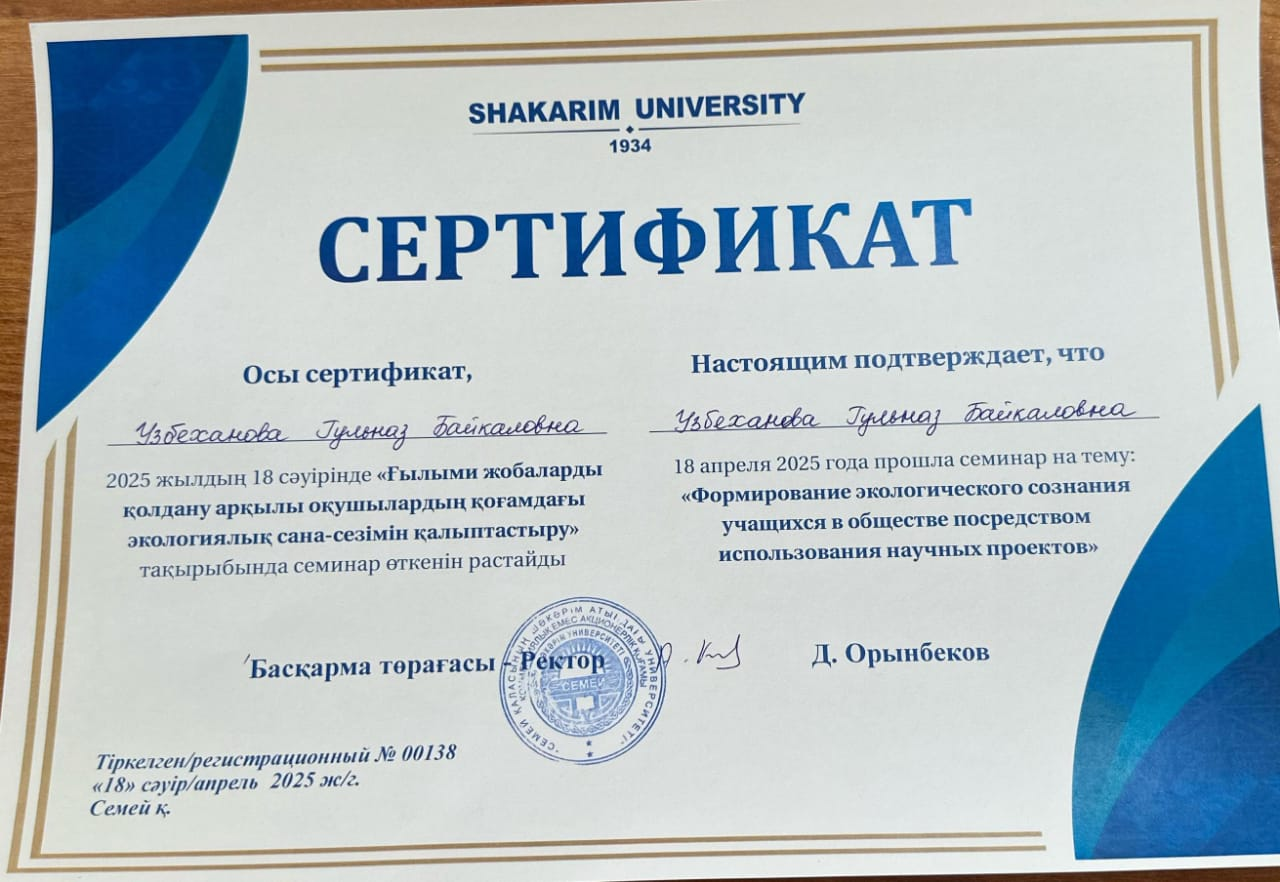 SHAKARIM UNIVERSITY
1934
СЕРТИФИКАТ
Осы сертификат,
Узбеханова Гульназ Байкаловна
2025 жылдың 18 сәуірінде «Ғылыми жобаларды
қолдану арқылы оқушылардың қоғамдағы
экологиялық сана-сезімін қалыптастыру»
тақырыбында семинар өткенін растайды
Настоящим подтверждает, что
Узбеханова Гульназ Байкаловна
18 апреля 2025 года прошла семинар на тему:
«Формирование экологического сознания
учащихся в обществе посредством
использования научных проектов»
Басқарма төрағасы - Ректор
Д. Орынбеков
СЕМЕЙ
Тіркелген/регистрационный № 00138
«18» сәуір/апрель 2025 ж/г.
Семей қ.